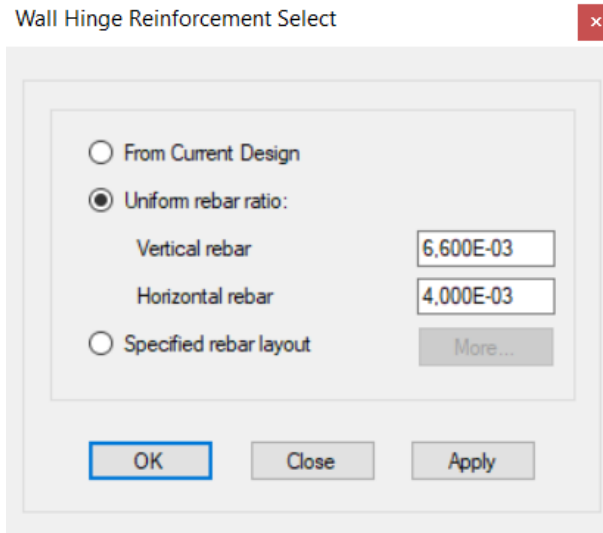 Wall Hinge Reinforcement Select
From Current Design
Uniform rebar ratio:
Vertical rebar 6,600E-03
Horizontal rebar 4,000E-03
Specified rebar layout More...
OK Close Apply